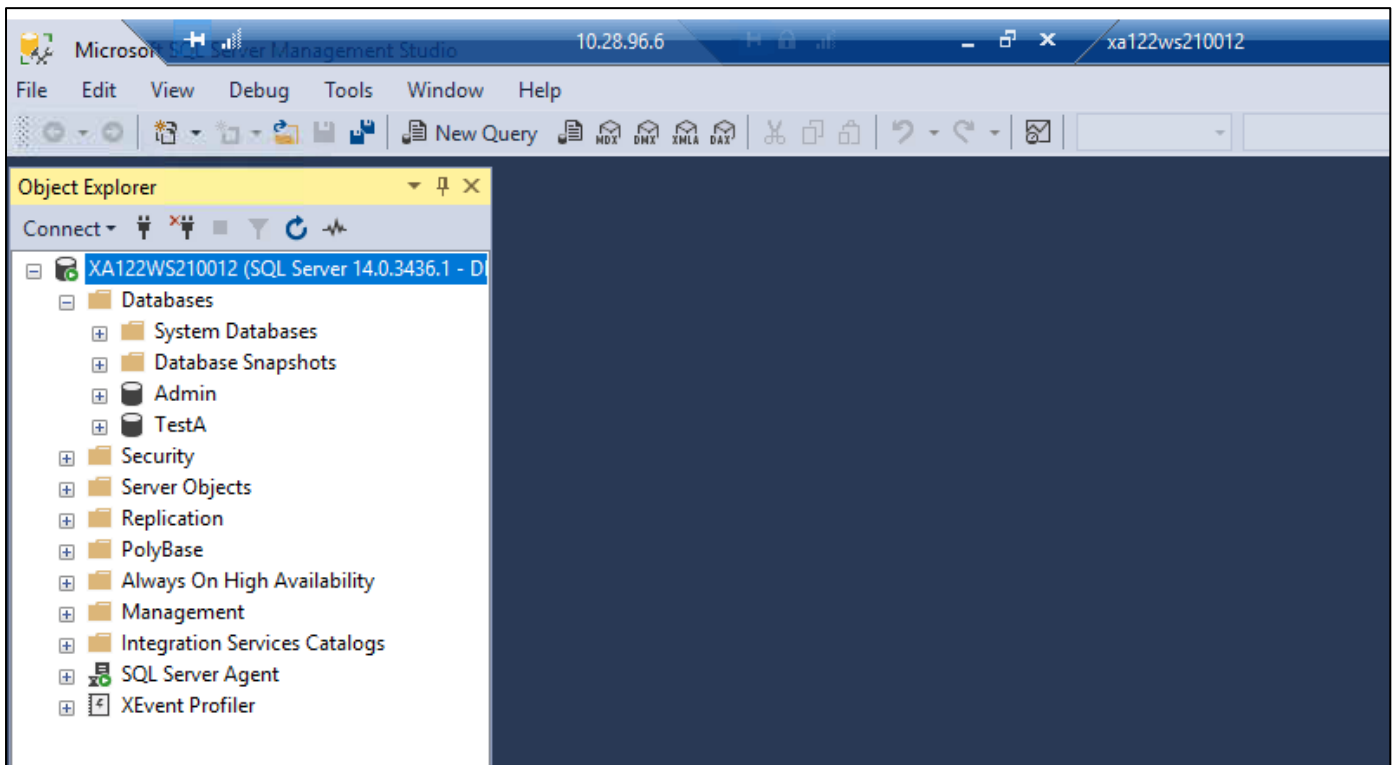 Microsoft SQL Server Management Studio 10.28.96.6 xa122ws210012
File Edit View Debug Tools Window Help
New Query MDX DMX XMLA DAX
Object Explorer
Connect
XA122WS210012 (SQL Server 14.0.3436.1 - D
Databases
System Databases
Database Snapshots
Admin
TestA
Security
Server Objects
Replication
PolyBase
Always On High Availability
Management
Integration Services Catalogs
SQL Server Agent
XEvent Profiler